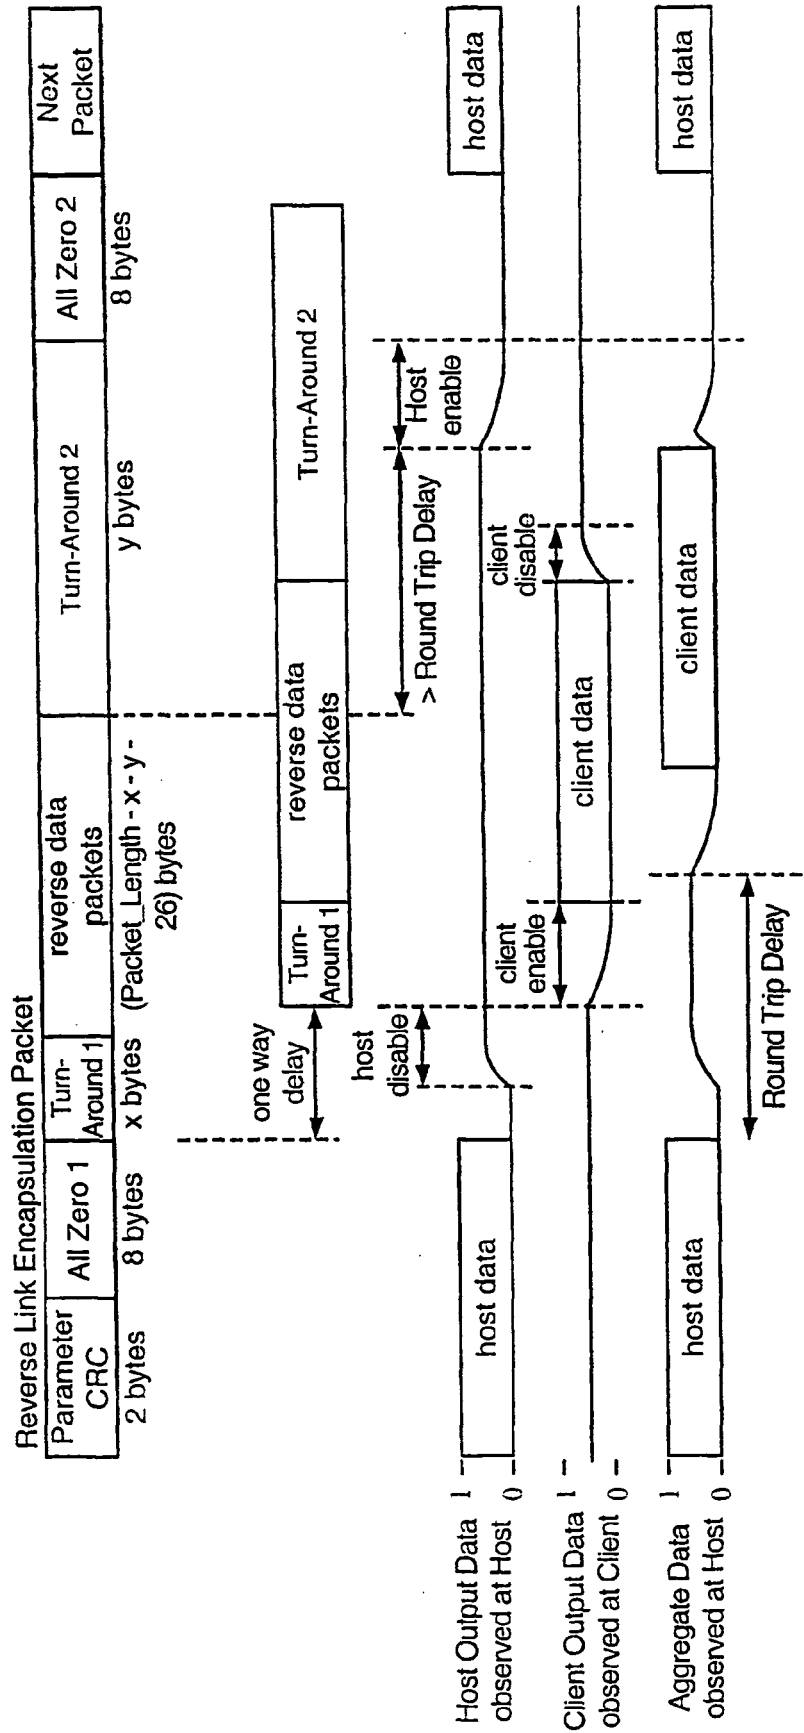 Reverse Link Encapsulation Packet
Parameter
CRC
All Zero 1
Turn-
Around 1
reverse data
packets
Turn-Around 2
All Zero 2
Next
Packet
2 bytes
8 bytes
x bytes
(Packet_Length - x - y -
26) bytes
y bytes
8 bytes
one way
delay
Turn-
Around 1
reverse data
packets
Turn-Around 2
host
disable
> Round Trip Delay
Host
enable
Host Output Data
observed at Host
1
0
host data
host data
client
enable
client
disable
Client Output Data
observed at Client
1
0
client data
Aggregate Data
observed at Host
1
0
host data
client data
host data
Round Trip Delay